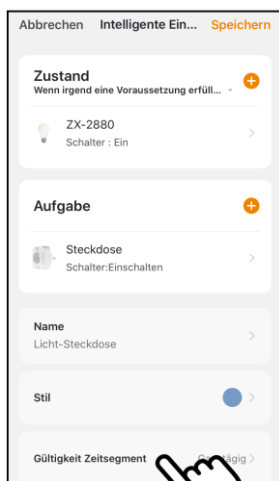 Abbrechen Intelligente Ein... Speichern
Zustand
Wenn irgend eine Voraussetzung erfüll...
ZX-2880
Schalter : Ein
Aufgabe
Steckdose
Schalter:Einschalten
Name
Licht-Steckdose
Stil
Gültigkeit Zeitsegment